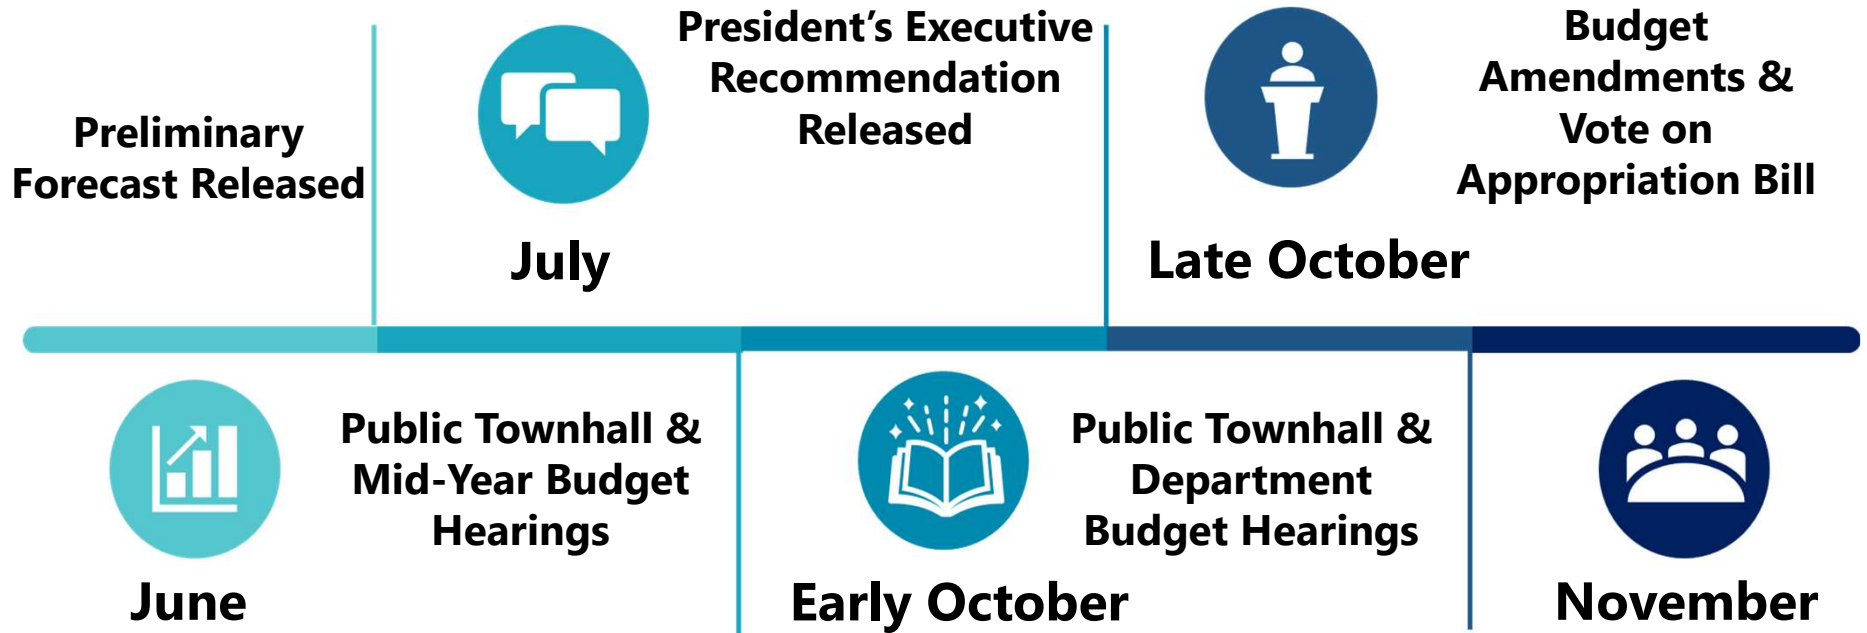 Preliminary
Forecast Released
June
July
Public Townhall &
Mid-Year Budget
Hearings
President’s Executive
Recommendation
Released
Early October
Late October
Public Townhall &
Department
Budget Hearings
Budget
Amendments &
Vote on
Appropriation Bill
November